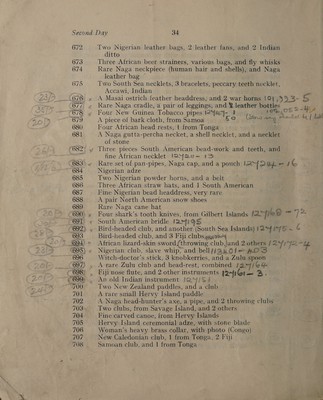 Second Day 34
672 Two Nigerian leather bags, 2 leather fans, and 2 Indian
ditto
673 Three African beer strainers, various bags, and fly whisks
674 Rare Naga neckpiece (human hair and shells), and Naga
leather bag
675 Two South Sea necklets, 3 bracelets, peccary teeth necklet,
Accawi, Indian
676 A Masai ostrich leather headdress, and 2 war horns
677 Rare Naga cradle, a pair of leggings, and leather bottles
678 Four New Guinea Tobacco pipes
679 A piece of bark cloth, from Samoa
680 Four African head rests, 1 from Tonga
681 A Naga gutta-percha necket, a shell necklet, and a necklet
of stone
682 Three pieces South American bead-work and teeth, and
fine African necklet
683 Rare set of pan-pipes, Naga cap, and a pouch
684 Nigerian adze
685 Two Nigerian powder horns, and a belt
686 Three African straw hats, and 1 South American
687 Fine Nigerian bead headdress, very rare
688 A pair North American snow shoes
689 Rare Naga cane hat
690 Four shark's tooth knives, from Gilbert Islands
691 South American bridle
692 Bird-headed club, and another (South Sea Islands)
693 Bird-headed club, and 3 Fiji clubs
694 African lizard-skin sword, throwing club, and 2 others
695 Nigerian club, slave whip, and bell
696 Witch-doctor's stick, 3 knobkerries, and a Zulu spoon
697 A rare Zulu club and head-rest, combined
698 Fiji nose flute, and 2 other instruments
699 An old Indian instrument
700 Two New Zealand paddles, and a club
701 A rare small Hervy Island paddle
702 A Naga head-hunter's axe, a pipe, and 2 throwing clubs
703 Two clubs, from Savage Island, and 2 others
704 Fine carved canoe, from Hervy Islands
705 Hervy Island ceremonial adze, with stone blade
706 Woman's heavy brass collar, with photo (Congo)
707 New Caledonian club, 1 from Tonga, 2 Fiji
708 Samoan club, and 1 from Tonga